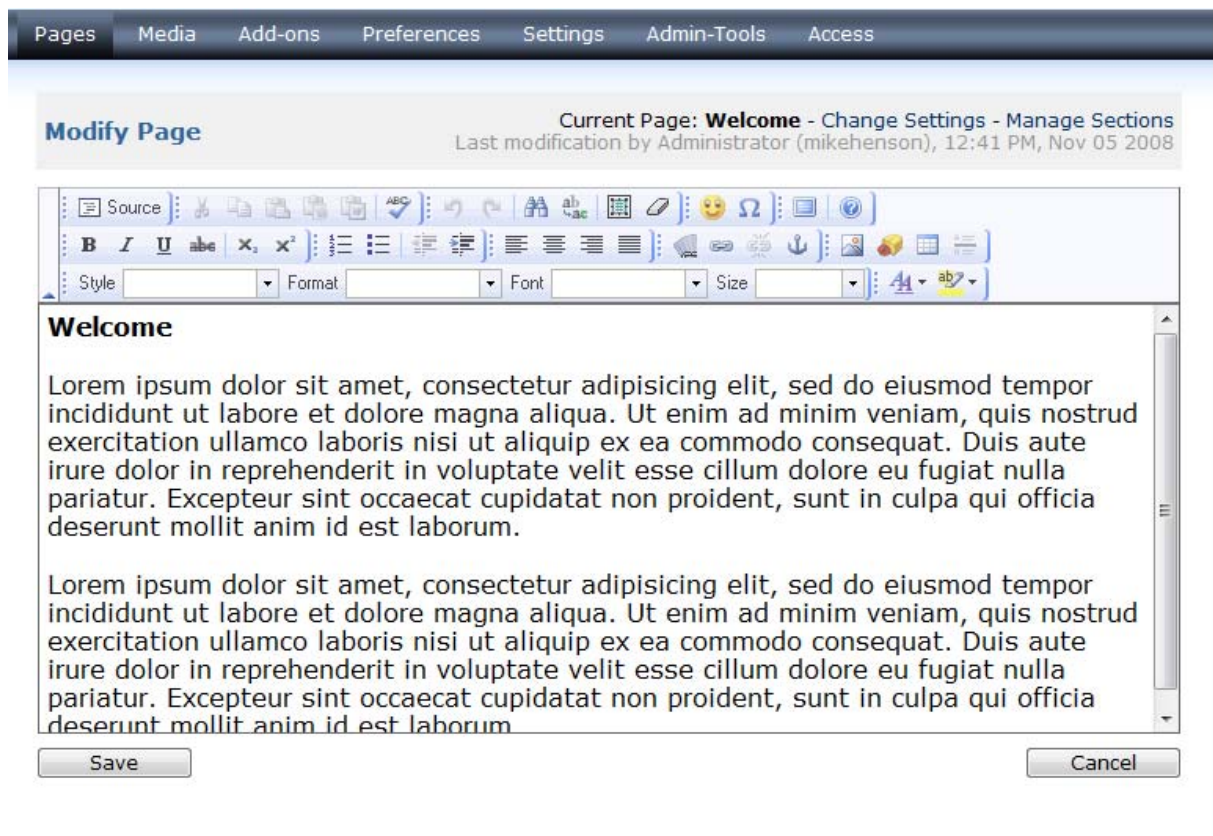 Pages Media Add-ons Preferences Settings Admin-Tools Access
Modify Page
Current Page: Welcome - Change Settings - Manage Sections
Last modification by Administrator (mikehenson), 12:41 PM, Nov 05 2008
Source ABC ab ac Ω
B I U abc x₂ x²
Style Format Font Size A ab
Welcome
Lorem ipsum dolor sit amet, consectetur adipisicing elit, sed do eiusmod tempor
incididunt ut labore et dolore magna aliqua. Ut enim ad minim veniam, quis nostrud
exercitation ullamco laboris nisi ut aliquip ex ea commodo consequat. Duis aute
irure dolor in reprehenderit in voluptate velit esse cillum dolore eu fugiat nulla
pariatur. Excepteur sint occaecat cupidatat non proident, sunt in culpa qui officia
deserunt mollit anim id est laborum.
Lorem ipsum dolor sit amet, consectetur adipisicing elit, sed do eiusmod tempor
incididunt ut labore et dolore magna aliqua. Ut enim ad minim veniam, quis nostrud
exercitation ullamco laboris nisi ut aliquip ex ea commodo consequat. Duis aute
irure dolor in reprehenderit in voluptate velit esse cillum dolore eu fugiat nulla
pariatur. Excepteur sint occaecat cupidatat non proident, sunt in culpa qui officia
deserunt mollit anim id est laborum
Save Cancel